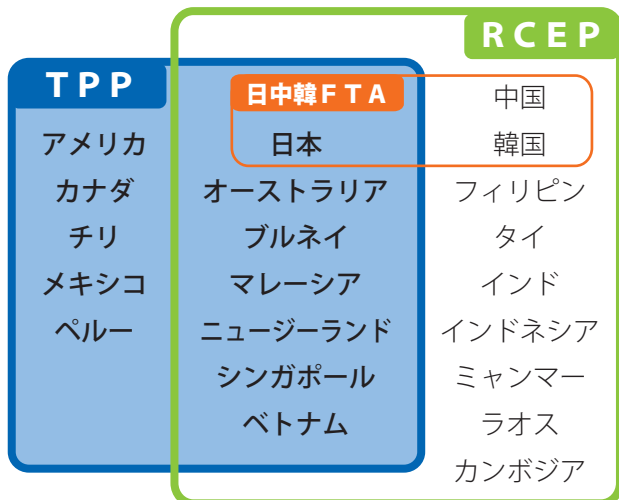 RCEP
TPP
日中韓FTA
中国
アメリカ
日本
韓国
カナダ
オーストラリア
フィリピン
チリ
ブルネイ
タイ
メキシコ
マレーシア
インド
ペルー
ニュージーランド
インドネシア
シンガポール
ミャンマー
ベトナム
ラオス
カンボジア